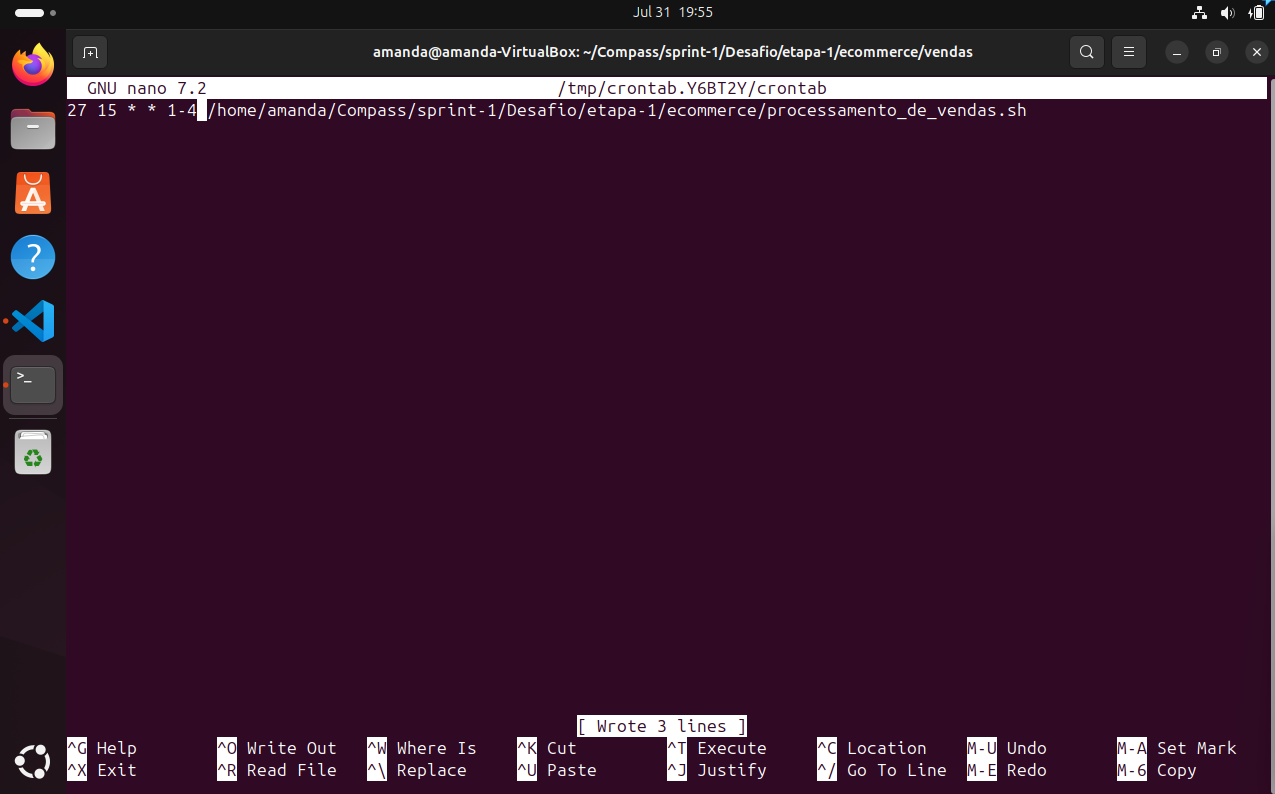 Jul 31 19:55
amanda@amanda-VirtualBox: ~/Compass/sprint-1/Desafio/etapa-1/ecommerce/vendas
GNU nano 7.2 /tmp/crontab.Y6BT2Y/crontab
27 15 * * 1-4 /home/amanda/Compass/sprint-1/Desafio/etapa-1/ecommerce/processamento_de_vendas.sh
[ Wrote 3 lines ]
^G Help ^O Write Out ^W Where Is ^K Cut ^T Execute ^C Location M-U Undo M-A Set Mark
^X Exit ^R Read File ^\ Replace ^U Paste ^J Justify ^/ Go To Line M-E Redo M-6 Copy